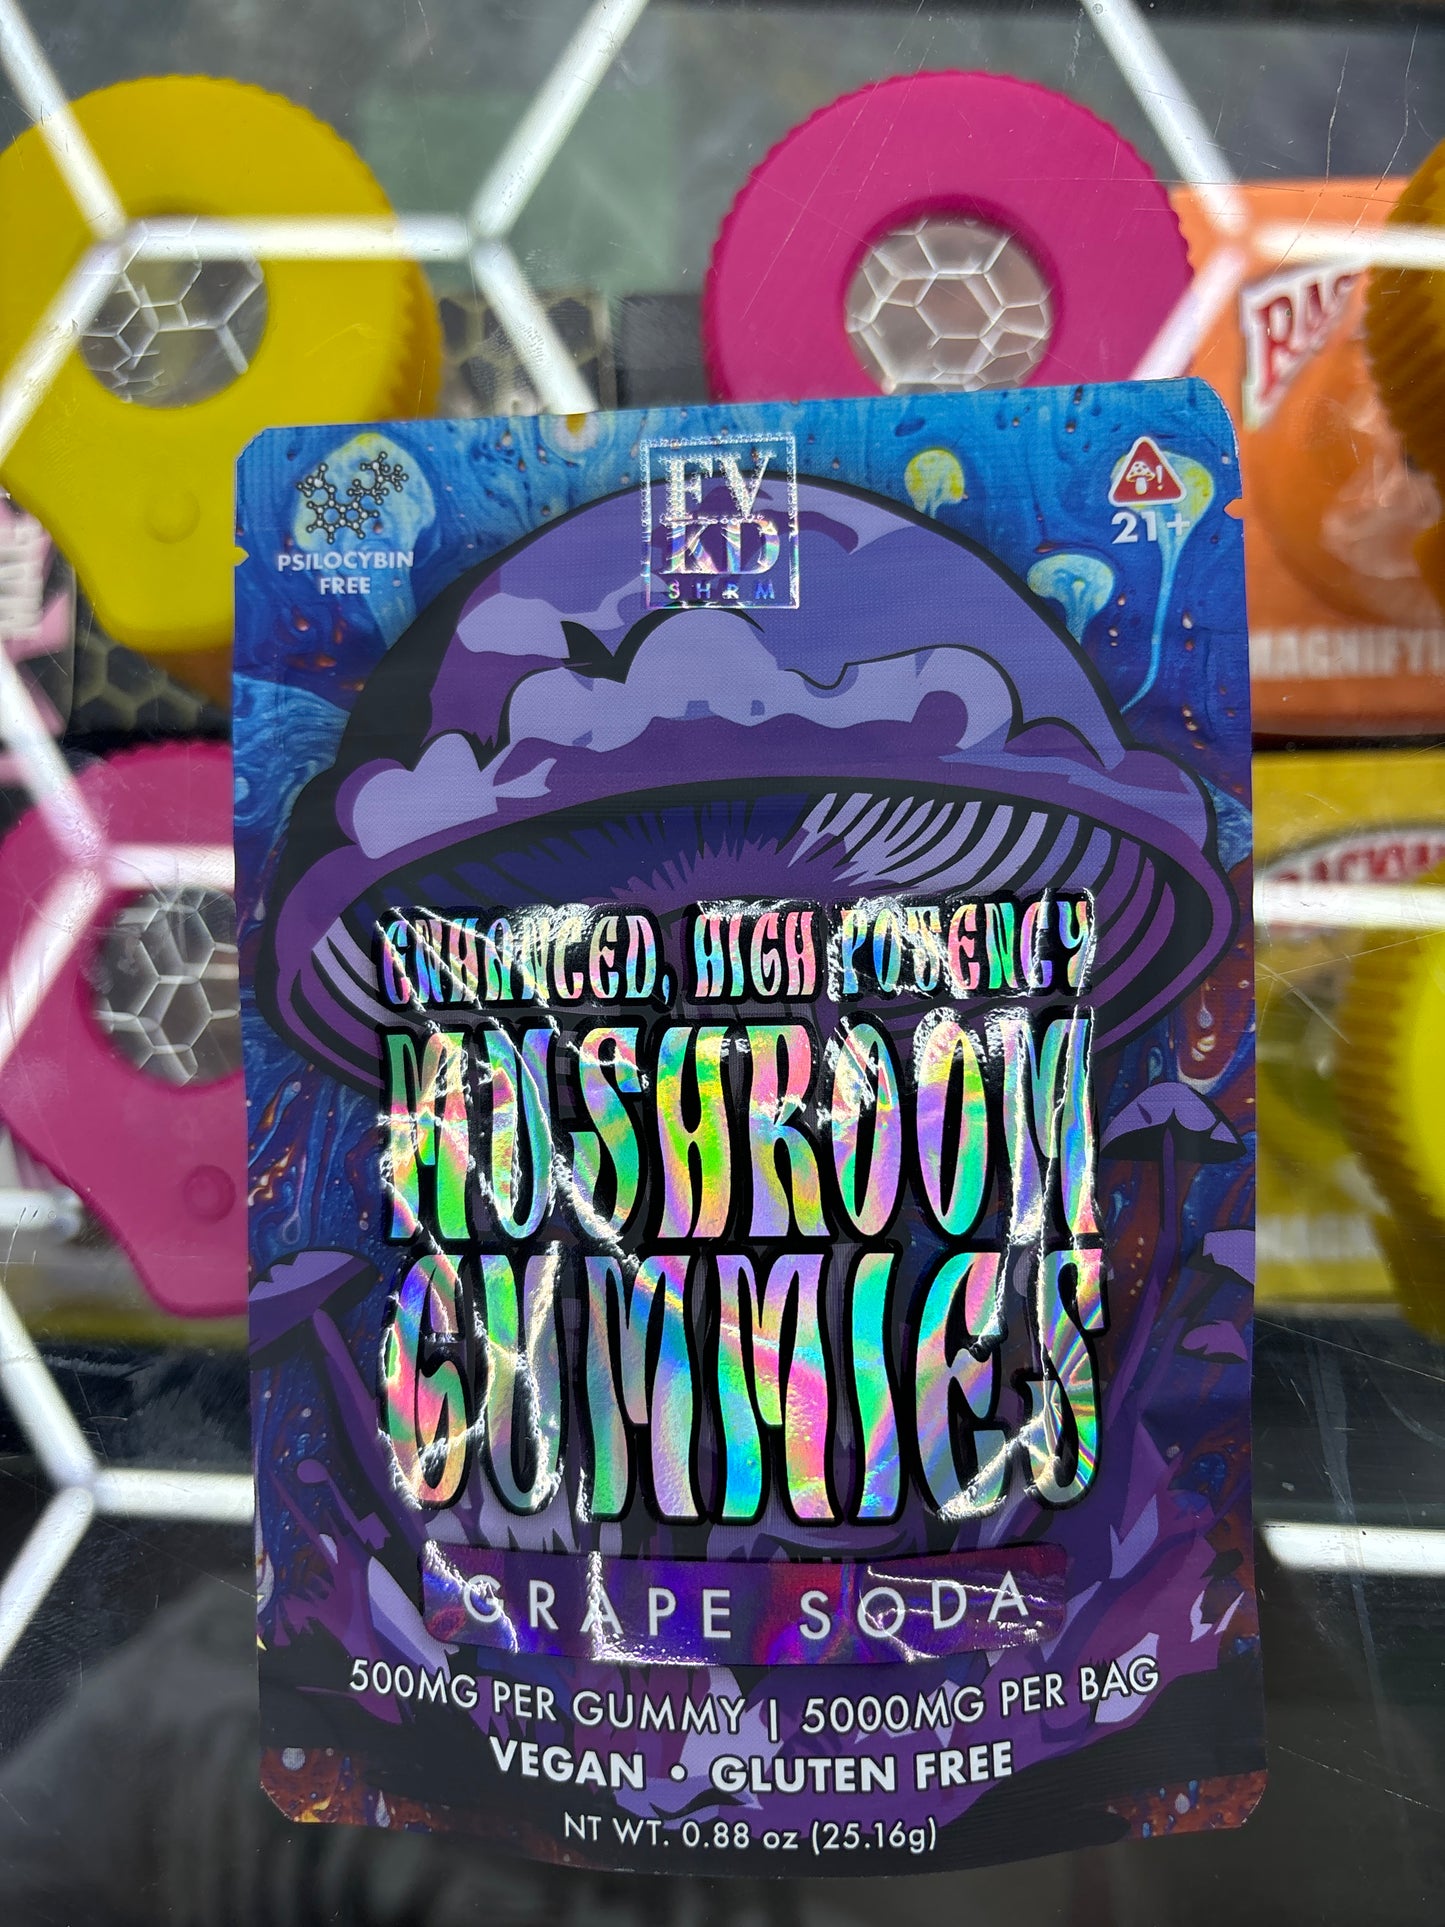 FV
KD
SHRM
PSILOCYBIN
FREE
21+
ENHANCED, HIGH POTENCY
MUSHROOM
GUMMIES
GRAPE SODA
500MG PER GUMMY | 5000MG PER BAG
VEGAN • GLUTEN FREE
NT WT. 0.88 oz (25.16g)